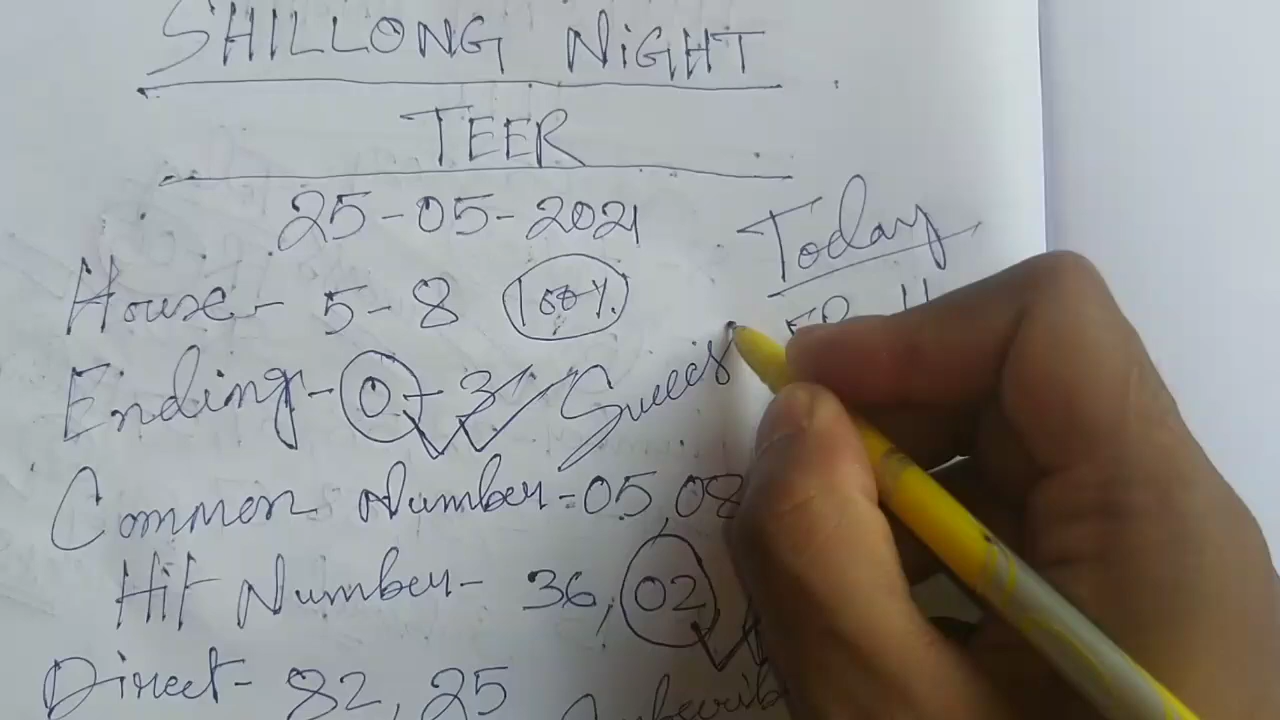 SHILLONG NiGHT
TEER
25-05-2021
Today
House- 5-8 100%.
Ending- 0-3
Common Number-05,08
Hit Number- 36,02
Direct- 82,25